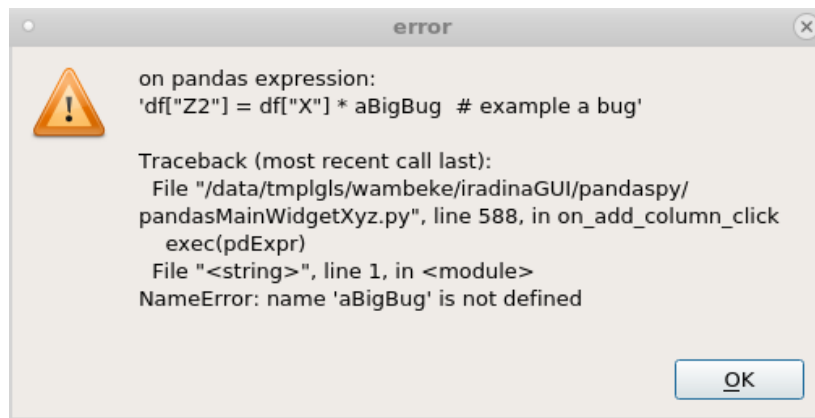 error
on pandas expression:
'df["Z2"] = df["X"] * aBigBug  # example a bug'
Traceback (most recent call last):
  File "/data/tmplgls/wambeke/iradinaGUI/pandaspy/
pandasMainWidgetXyz.py", line 588, in on_add_column_click
    exec(pdExpr)
  File "<string>", line 1, in <module>
NameError: name 'aBigBug' is not defined
OK